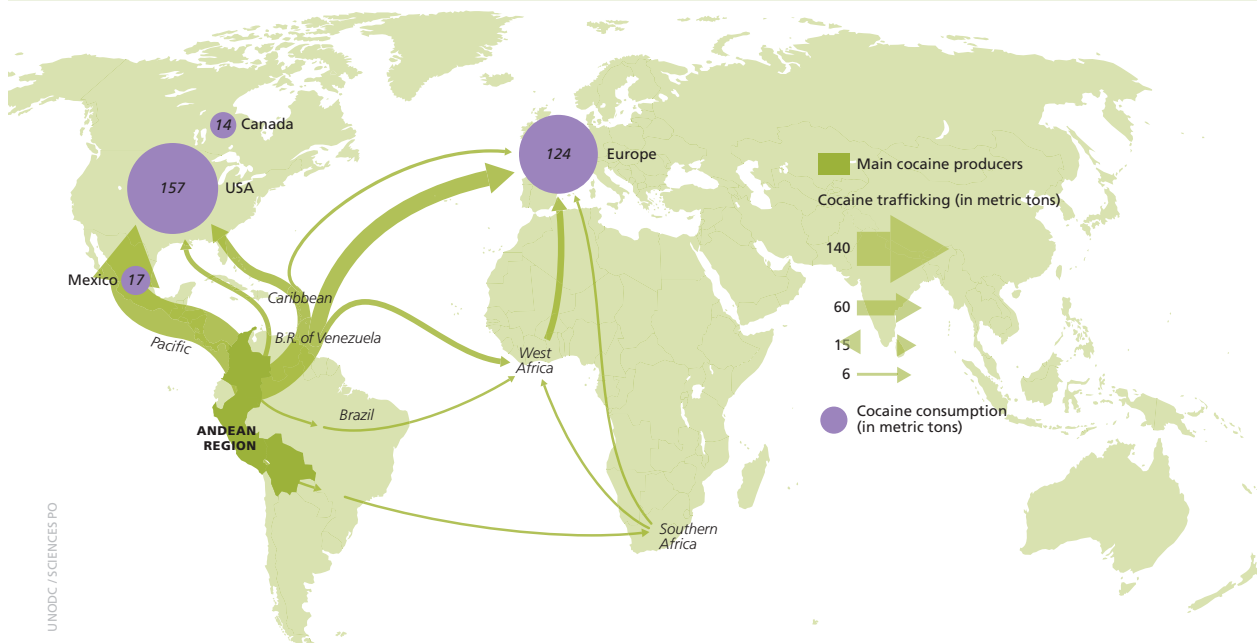 14 Canada
157 USA
124 Europe
Mexico 17
Caribbean
B.R. of Venezuela
Pacific
West
Africa
Brazil
ANDEAN
REGION
Southern
Africa
Main cocaine producers
Cocaine trafficking (in metric tons)
140
60
15
6
Cocaine consumption
(in metric tons)
UNODC / SCIENCES PO